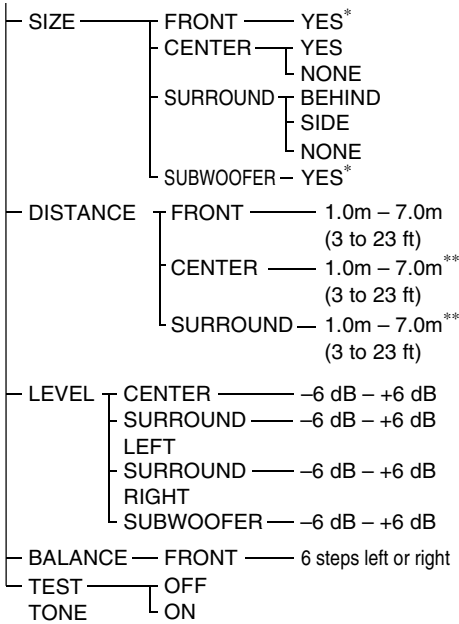 SIZE FRONT YES*
CENTER YES
NONE
SURROUND BEHIND
SIDE
NONE
SUBWOOFER YES*
DISTANCE FRONT 1.0m – 7.0m
(3 to 23 ft)
CENTER 1.0m – 7.0m**
(3 to 23 ft)
SURROUND 1.0m – 7.0m**
(3 to 23 ft)
LEVEL CENTER –6 dB – +6 dB
SURROUND –6 dB – +6 dB
LEFT
SURROUND –6 dB – +6 dB
RIGHT
SUBWOOFER –6 dB – +6 dB
BALANCE FRONT 6 steps left or right
TEST OFF
TONE ON